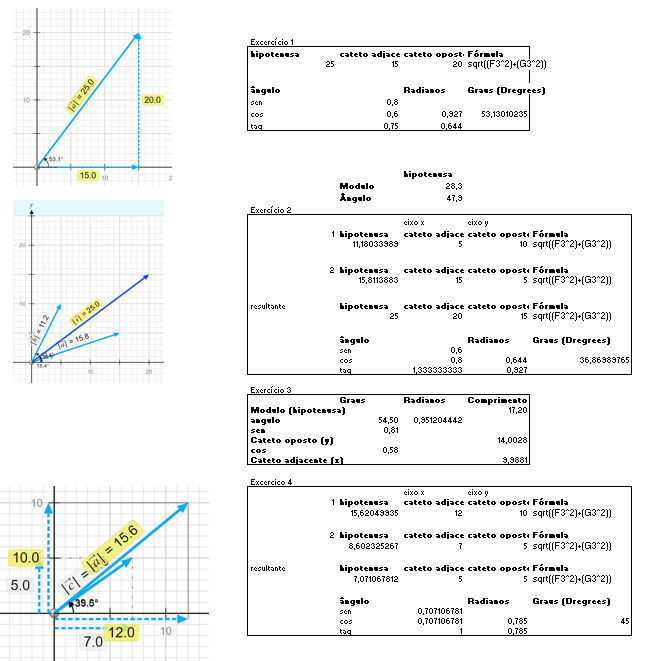 20
|a⃗| = 25.0
20.0
10
53.1°
15.0
10
2
Excercício 1
hipotenusa cateto adjace cateto oposto Fórmula
25 15 20 sqrt((F3^2)+(G3^2))
ângulo Radianos Graus (Dregrees)
sen 0,8
cos 0,6 0,927 53,13010235
tag 0,75 0,644
hipotenusa
Modulo 28,3
Ângulo 47,9
y
20
10
|b⃗| = 11.2
|c⃗| = 25.0
|a⃗| = 15.8
18.4°
10
20
Exercício 2
eixo x eixo y
1 hipotenusa cateto adjace cateto oposto Fórmula
11,18033989 5 10 sqrt((F3^2)+(G3^2))
2 hipotenusa cateto adjace cateto oposto Fórmula
15,8113883 15 5 sqrt((F3^2)+(G3^2))
resultante hipotenusa cateto adjace cateto oposto Fórmula
25 20 15 sqrt((F3^2)+(G3^2))
ângulo Radianos Graus (Dregrees)
sen 0,6
cos 0,8 0,644 36,86989765
tag 1,333333333 0,927
Exercício 3
Graus Radianos Comprimento
Modulo (hipotenusa) 17,20
angulo 54,50 0,951204442
sen 0,81
Cateto oposto (y) 14,0028
cos 0,58
Cateto adjacente (x) 9,9881
10
10.0
5.0
|c⃗| = |a⃗| = 15.6
39.8°
12.0
10
7.0
Excercico 4
eixo x eixo y
1 hipotenusa cateto adjace cateto oposto Fórmula
15,62049935 12 10 sqrt((F3^2)+(G3^2))
2 hipotenusa cateto adjace cateto oposto Fórmula
8,602325267 7 5 sqrt((F3^2)+(G3^2))
resultante hipotenusa cateto adjace cateto oposto Fórmula
7,071067812 5 5 sqrt((F3^2)+(G3^2))
ângulo Radianos Graus (Dregrees)
sen 0,707106781
cos 0,707106781 0,785 45
tag 1 0,785